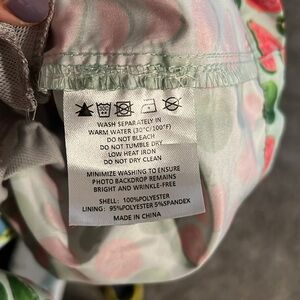 WASH SEPARATELY IN
WARM WATER (30°C/100°F)
DO NOT BLEACH
DO NOT TUMBLE DRY
LOW HEAT IRON
DO NOT DRY CLEAN
MINIMIZE WASHING TO ENSURE
PHOTO BACKDROP REMAINS
BRIGHT AND WRINKLE-FREE
SHELL: 100%POLYESTER
LINING: 95%POLYESTER 5%SPANDEX
MADE IN CHINA